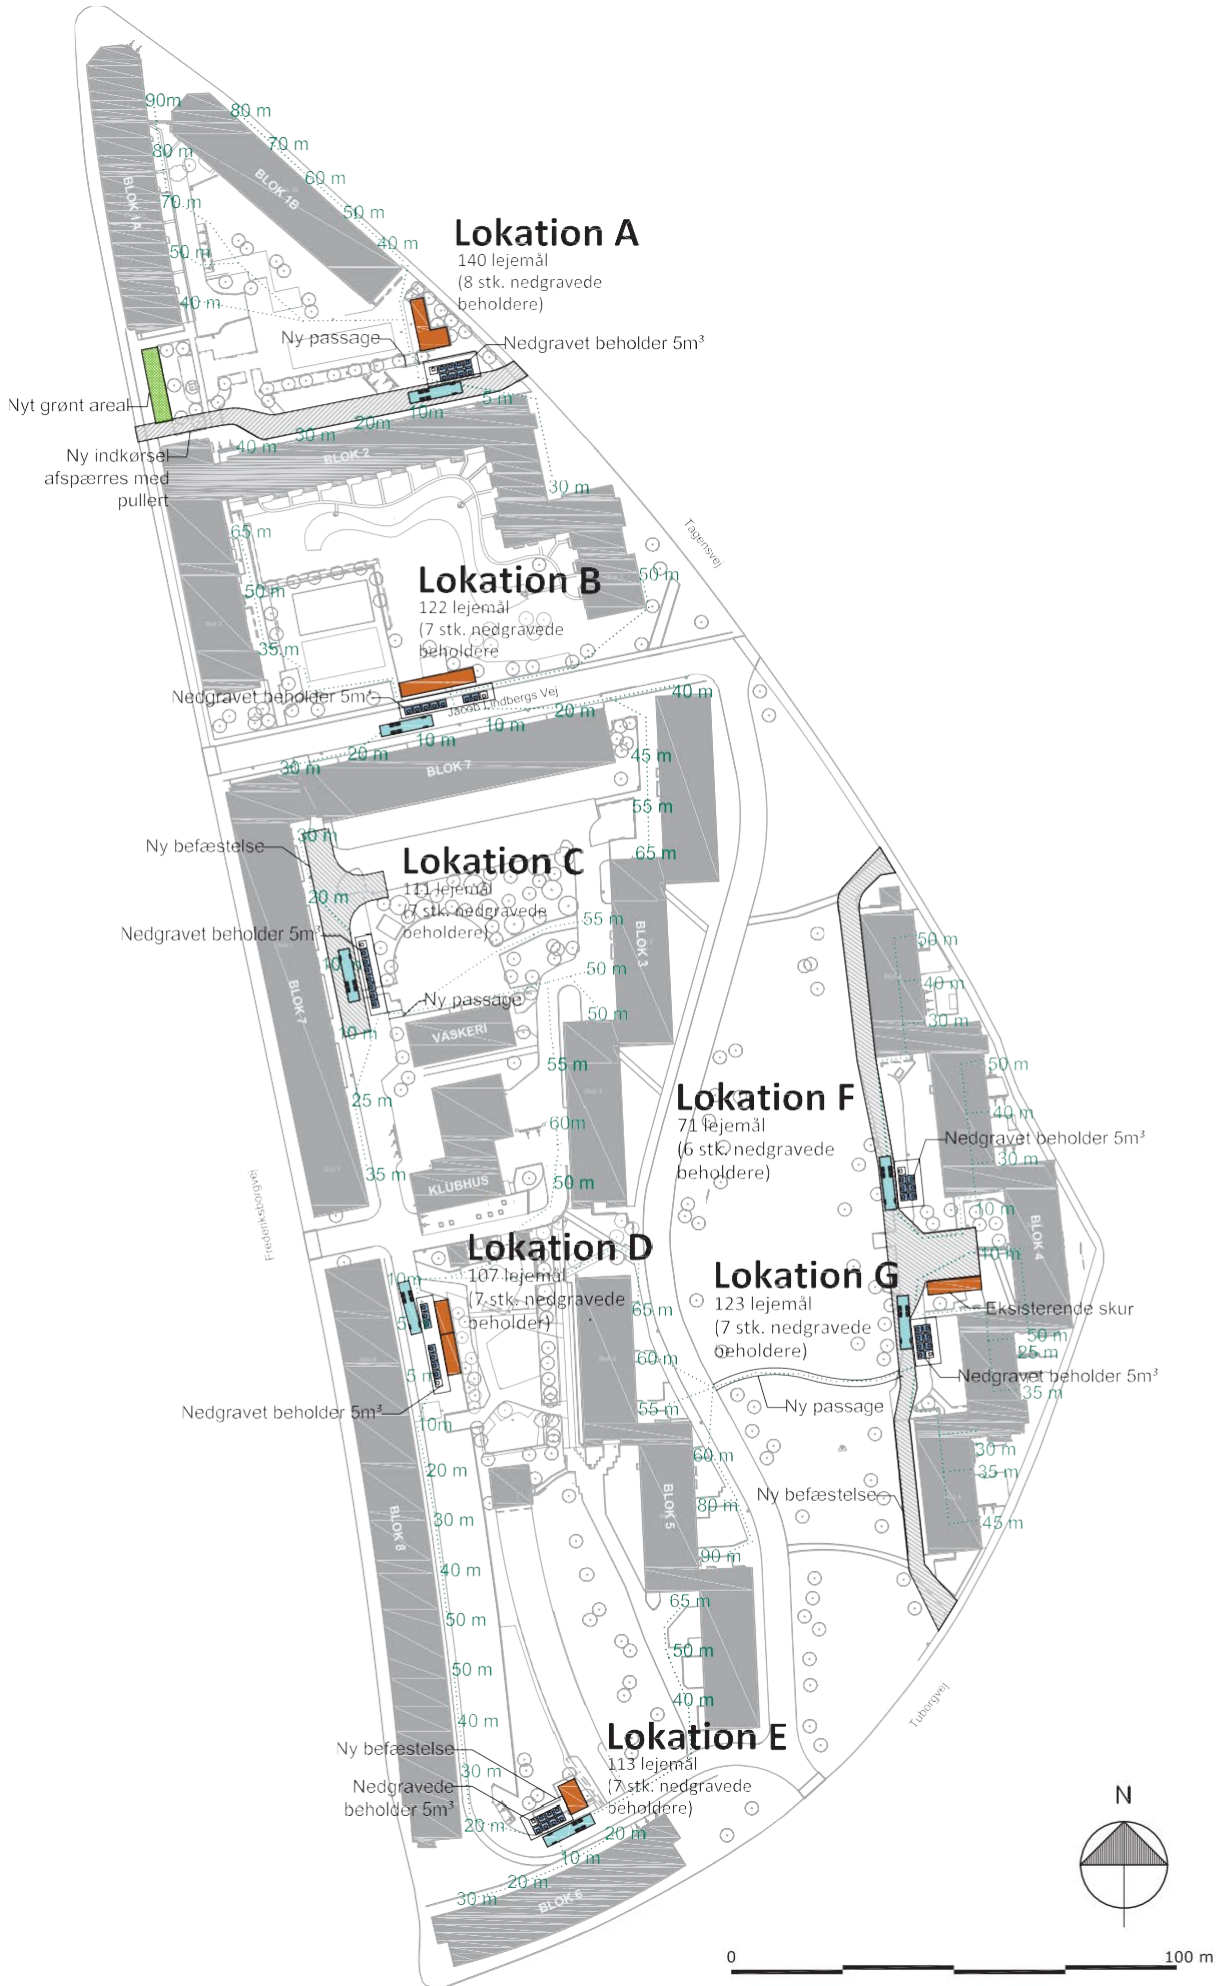 90m
80 m
80 m
70 m
60 m
50 m
40 m
70 m
50 m
40 m
BLOK 1A
BLOK 1B
Lokation A
140 lejemål
(8 stk. nedgravede
beholdere)
Ny passage
Nedgravet beholder 5m³
Nyt grønt areal
5 m
10m
20m
30 m
40 m
Ny indkørsel
afspærres med
pullert
BLOK 2
30 m
65 m
50 m
35 m
50 m
Tagensvej
Lokation B
122 lejemål
(7 stk. nedgravede
beholdere
Nedgravet beholder 5m³
Jacob Lindbergs Vej
40 m
20 m
10 m
10 m
20 m
30 m
BLOK 7
45 m
55 m
65 m
30 m
Ny befæstelse
Lokation C
111 lejemål
(7 stk. nedgravede
beholdere)
20 m
Nedgravet beholder 5m³
10 m
10 m
BLOK 7
Ny passage
VASKERI
55 m
50 m
50 m
BLOK 3
55 m
60m
50 m
25 m
35 m
KLUBHUS
Frederiksborgvej
50 m
40 m
30 m
50 m
40 m
30 m
10 m
Lokation F
71 lejemål
(6 stk. nedgravede
beholdere)
Nedgravet beholder 5m³
BLOK 4
10 m
Lokation D
107 lejemål
(7 stk. nedgravede
beholder)
10m
5
5 m
Nedgravet beholder 5m³
10m
20 m
30 m
40 m
50 m
50 m
40 m
30 m
20 m
BLOK 8
Lokation G
123 lejemål
(7 stk. nedgravede
beholdere)
Eksisterende skur
50 m
25 m
35 m
Nedgravet beholder 5m³
Ny passage
30 m
35 m
45 m
Ny befæstelse
65 m
60 m
55 m
60 m
80 m
90 m
BLOK 5
65 m
50 m
40 m
Tuborgvej
Lokation E
113 lejemål
(7 stk. nedgravede
beholdere)
Ny befæstelse
Nedgravede
beholder 5m³
20 m
10 m
20 m
30 m
BLOK 6
N
0 100 m